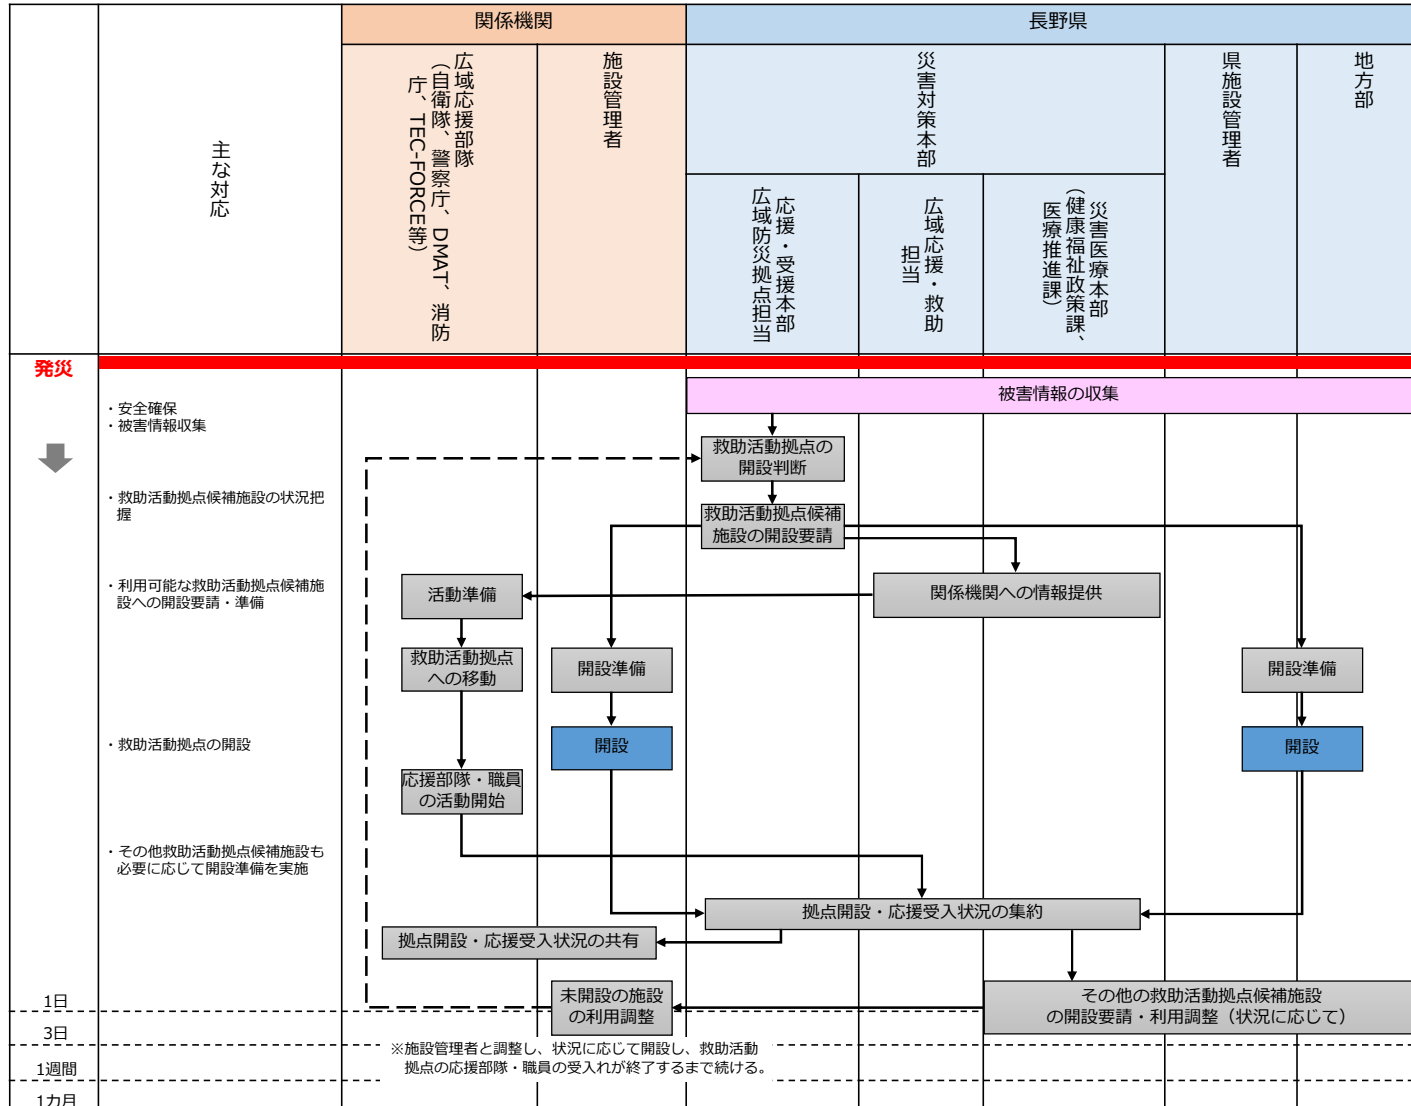 関係機関
長野県
主な対応
広域応援部隊
（自衛隊、警察庁、DMAT、消防
庁、TEC-FORCE等）
施設管理者
災害対策本部
県施設管理者
地方部
応援・受援本部
広域防災拠点担当
広域応援・救助
担当
災害医療本部
（健康福祉政策課、
医療推進課）
発災
被害情報の収集
・安全確保
・被害情報収集
救助活動拠点の
開設判断
・救助活動拠点候補施設の状況把
握
救助活動拠点候補
施設の開設要請
・利用可能な救助活動拠点候補施
設への開設要請・準備
活動準備
関係機関への情報提供
救助活動拠点
への移動
開設準備
開設準備
・救助活動拠点の開設
開設
開設
応援部隊・職員
の活動開始
・その他救助活動拠点候補施設も
必要に応じて開設準備を実施
拠点開設・応援受入状況の集約
拠点開設・応援受入状況の共有
未開設の施設
の利用調整
その他の救助活動拠点候補施設
の開設要請・利用調整（状況に応じて）
1日
3日
※施設管理者と調整し、状況に応じて開設し、救助活動
拠点の応援部隊・職員の受入れが終了するまで続ける。
1週間
1カ月